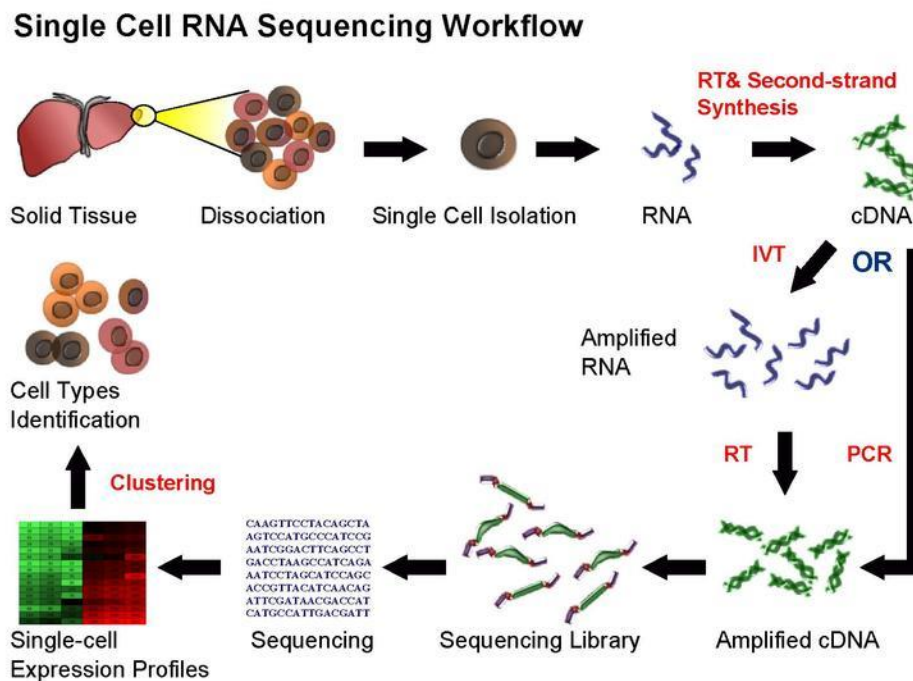 Single Cell RNA Sequencing Workflow
RT& Second-strand
Synthesis
Solid Tissue
Dissociation
Single Cell Isolation
RNA
cDNA
IVT
OR
Amplified
RNA
RT
PCR
Amplified cDNA
Sequencing Library
CAAGTTCCTACAGCTA
AGTCCATGCCCATCCG
AATCGGACTTCAGCCT
GACCTAAGCCATCAGA
AATCCTAGCATCCAGC
ACCGTTACATCAACAG
ATTCGATAACGACCAT
CATGCCATTGACGATT
Sequencing
Single-cell
Expression Profiles
Clustering
Cell Types
Identification